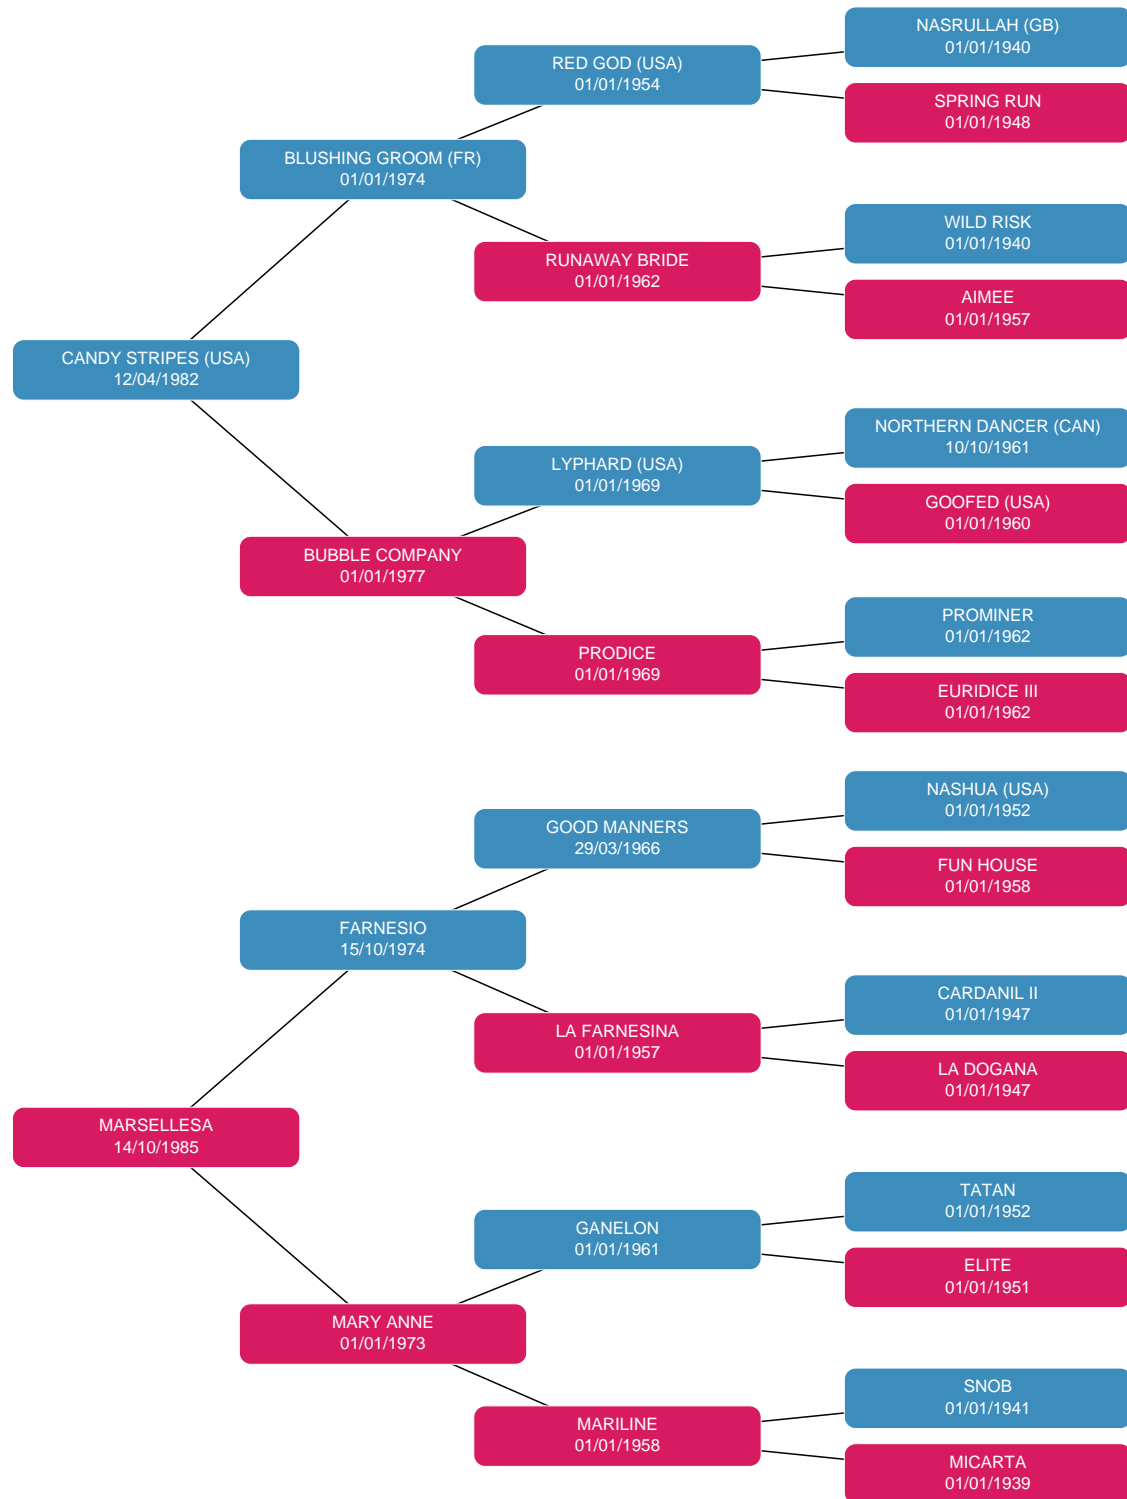 NASRULLAH (GB)
01/01/1940
RED GOD (USA)
01/01/1954
SPRING RUN
01/01/1948
BLUSHING GROOM (FR)
01/01/1974
WILD RISK
01/01/1940
RUNAWAY BRIDE
01/01/1962
AIMEE
01/01/1957
CANDY STRIPES (USA)
12/04/1982
NORTHERN DANCER (CAN)
10/10/1961
LYPHARD (USA)
01/01/1969
GOOFED (USA)
01/01/1960
BUBBLE COMPANY
01/01/1977
PROMINER
01/01/1962
PRODICE
01/01/1969
EURIDICE III
01/01/1962
NASHUA (USA)
01/01/1952
GOOD MANNERS
29/03/1966
FUN HOUSE
01/01/1958
FARNESIO
15/10/1974
CARDANIL II
01/01/1947
LA FARNESINA
01/01/1957
LA DOGANA
01/01/1947
MARSELLESA
14/10/1985
TATAN
01/01/1952
GANELON
01/01/1961
ELITE
01/01/1951
MARY ANNE
01/01/1973
SNOB
01/01/1941
MARILINE
01/01/1958
MICARTA
01/01/1939